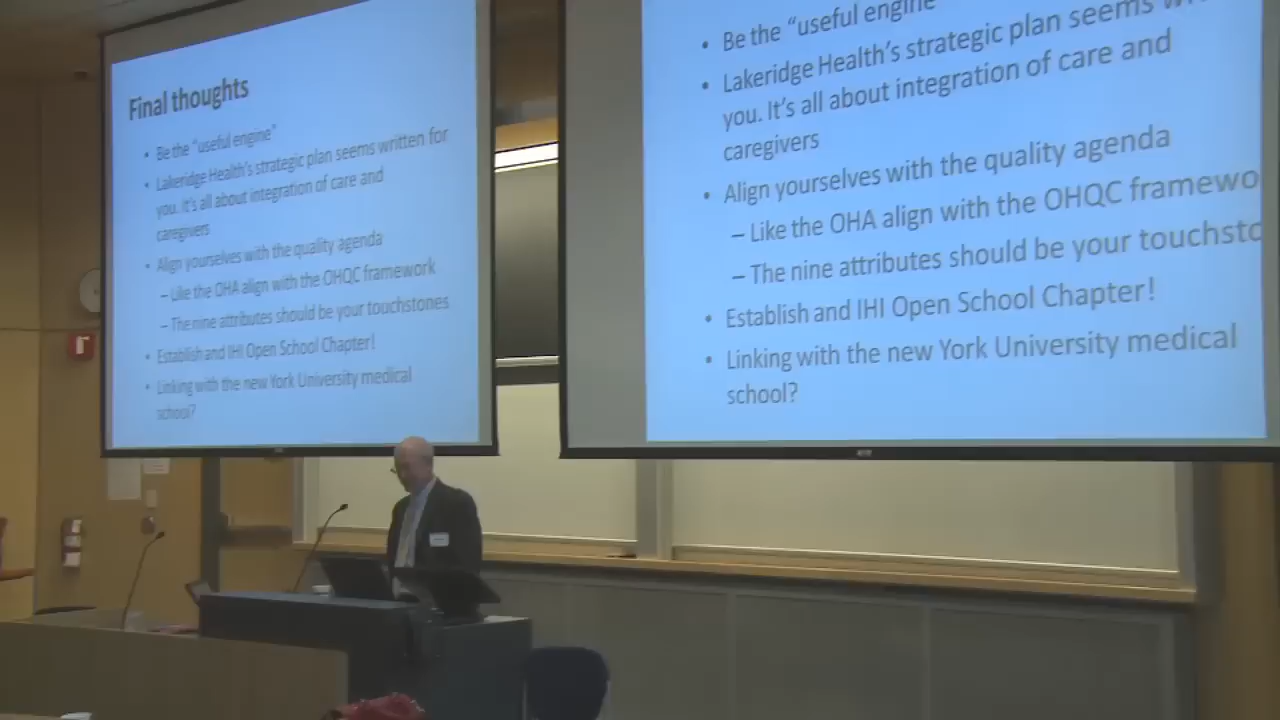 Final thoughts
• Be the “useful engine”
• Lakeridge Health’s strategic plan seems written for
you. It’s all about integration of care and
caregivers
• Align yourselves with the quality agenda
– Like the OHA align with the OHQC framework
– The nine attributes should be your touchstones
• Establish and IHI Open School Chapter!
• Linking with the new York University medical
school?
• Be the “useful engine”
• Lakeridge Health’s strategic plan seems
you. It’s all about integration of care and
caregivers
• Align yourselves with the quality agenda
– Like the OHA align with the OHQC framewo
– The nine attributes should be your touchsto
• Establish and IHI Open School Chapter!
• Linking with the new York University medical
school?